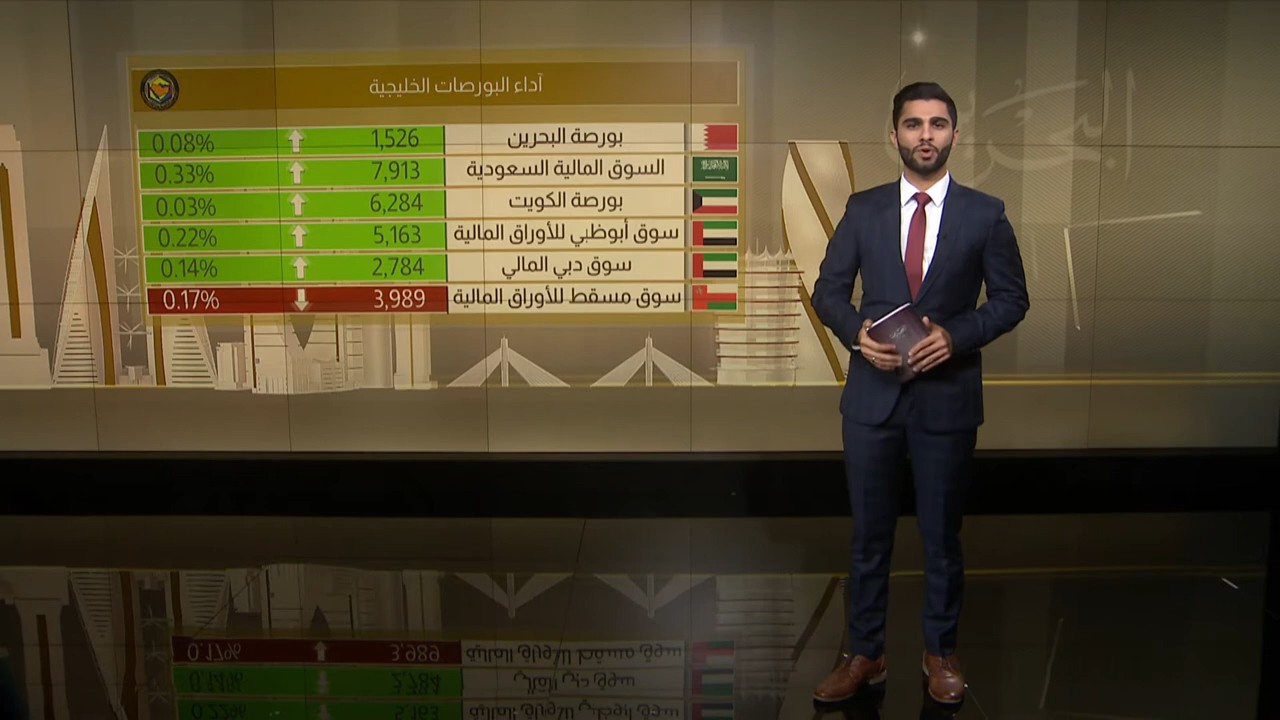 آداء البورصات الخليجية
بورصة البحرين 1,526 0.08%
السوق المالية السعودية 7,913 0.33%
بورصة الكويت 6,284 0.03%
سوق أبوظبي للأوراق المالية 5,163 0.22%
سوق دبي المالي 2,784 0.14%
سوق مسقط للأوراق المالية 3,989 0.17%
البحرين